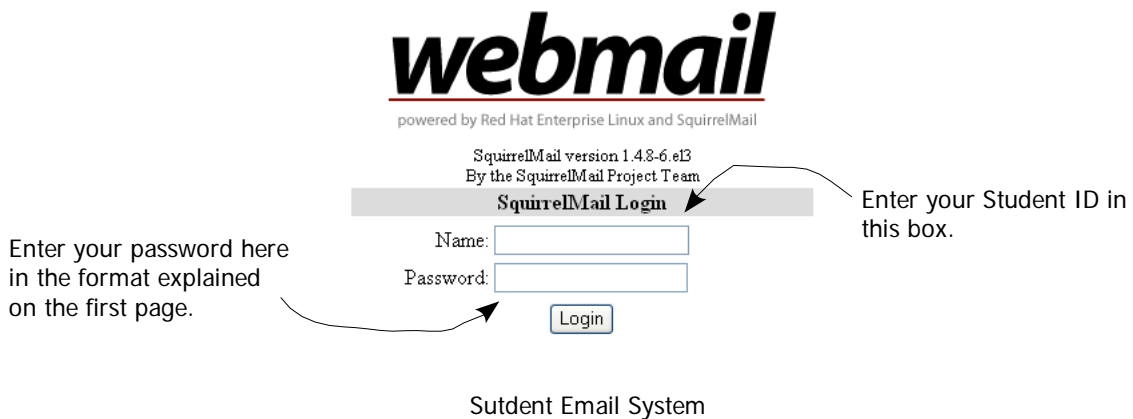 webmail
powered by Red Hat Enterprise Linux and SquirrelMail
SquirrelMail version 1.4.8-6.el3
By the SquirrelMail Project Team
SquirrelMail Login
Enter your Student ID in
this box.
Name:
Enter your password here
in the format explained
on the first page.
Password:
Login
Sutdent Email System